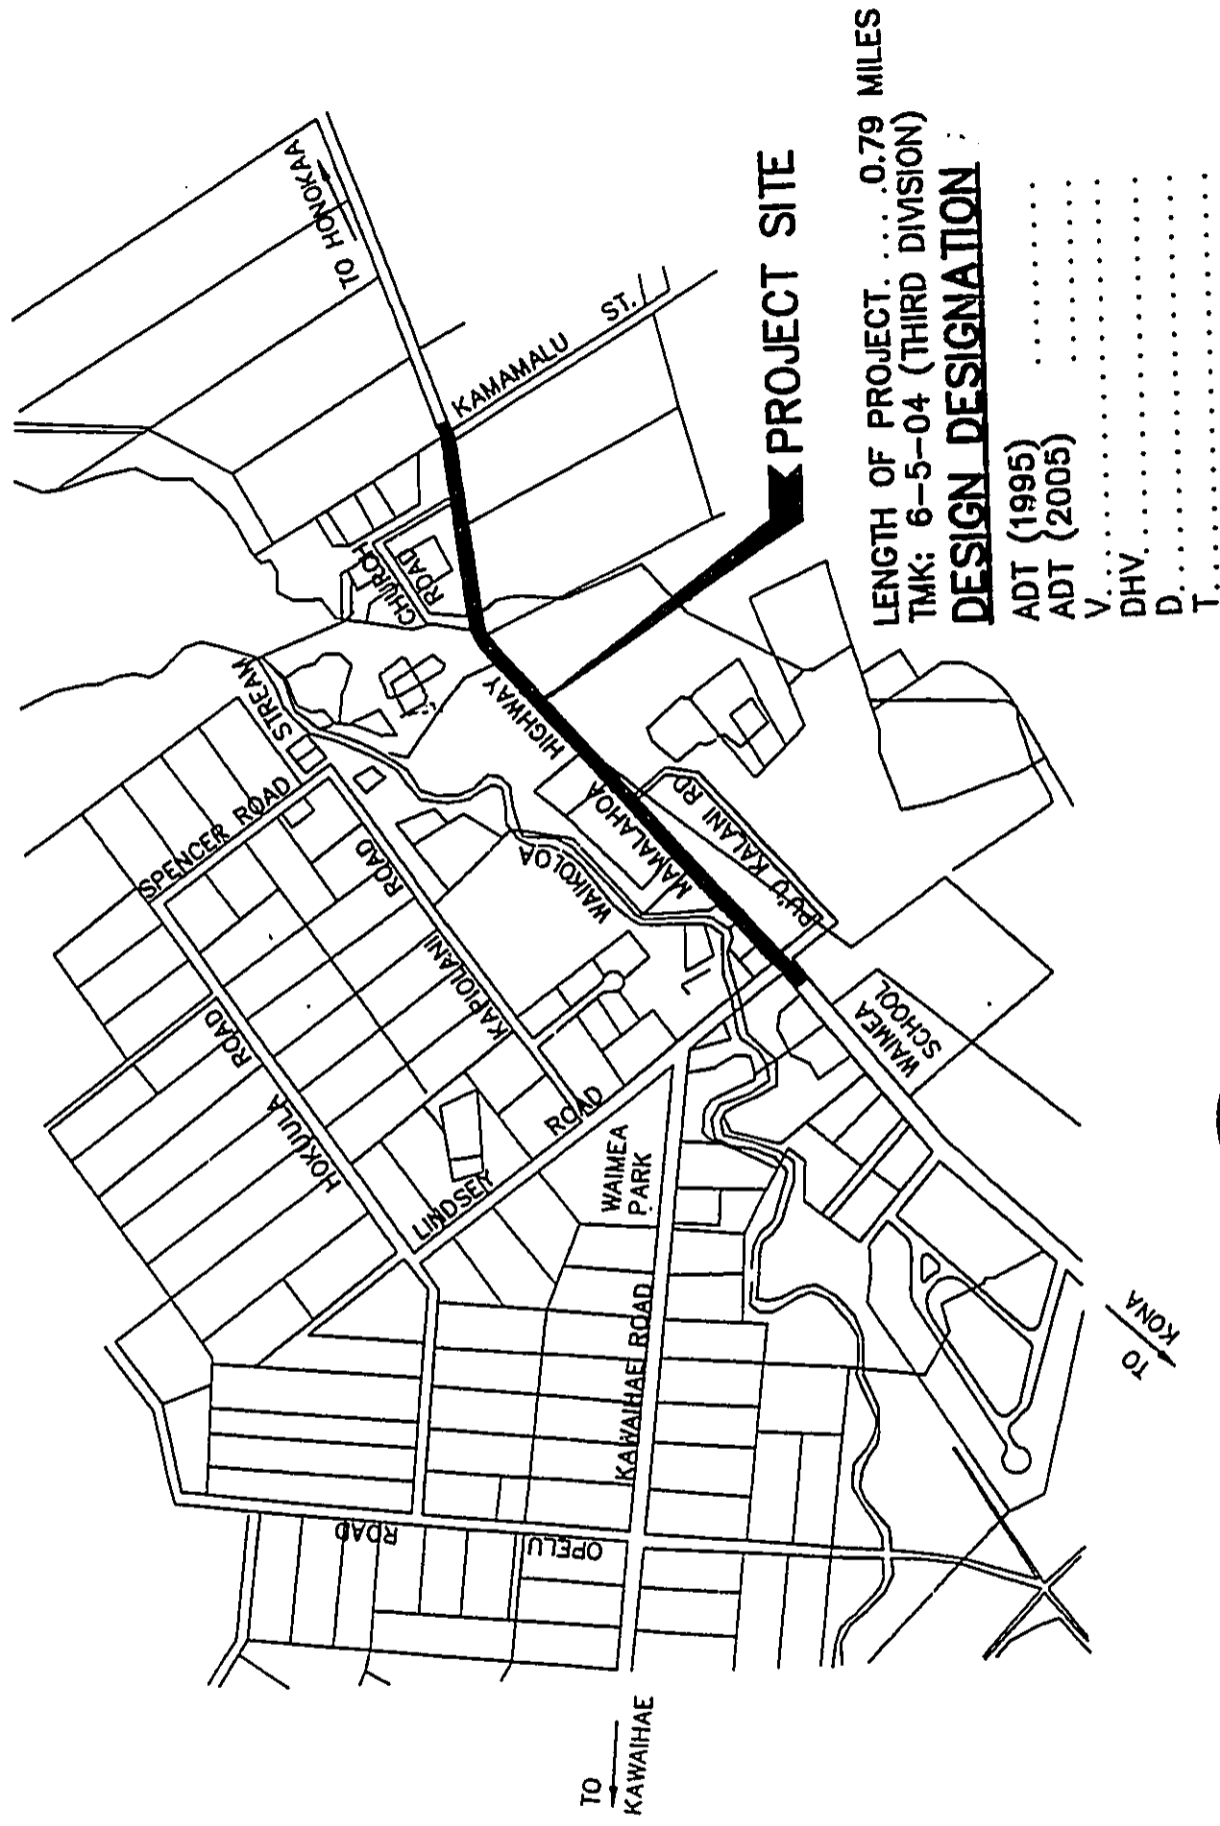 TO HONOKAA
KAMAMALU ST.
CHURCH
ROAD
STREAM
SPENCER ROAD
HIGHWAY
MAMALAHOA
WAIKOLOA
PU'U KALANI RD
KAPIOLANI
ROAD
HOKUULA
ROAD
LINDSEY
ROAD
WAIMEA
PARK
WAIMEA
SCHOOL
KAWAIHAE ROAD
OPELU
ROAD
TO
KAWAIHAE
TO
KONA
PROJECT SITE
LENGTH OF PROJECT. . . . .0.79 MILES
TMK: 6-5-04 (THIRD DIVISION)
DESIGN DESIGNATION
ADT (1995) . . . . . . . . . . . .
ADT (2005) . . . . . . . . . . . .
V. . . . . . . . . . . . . . . . . . . . . . . . . . .
DHV. . . . . . . . . . . . . . . . . . . . . . . . .
D. . . . . . . . . . . . . . . . . . . . . . . . . . .
T. . . . . . . . . . . . . . . . . . . . . . . . . . .